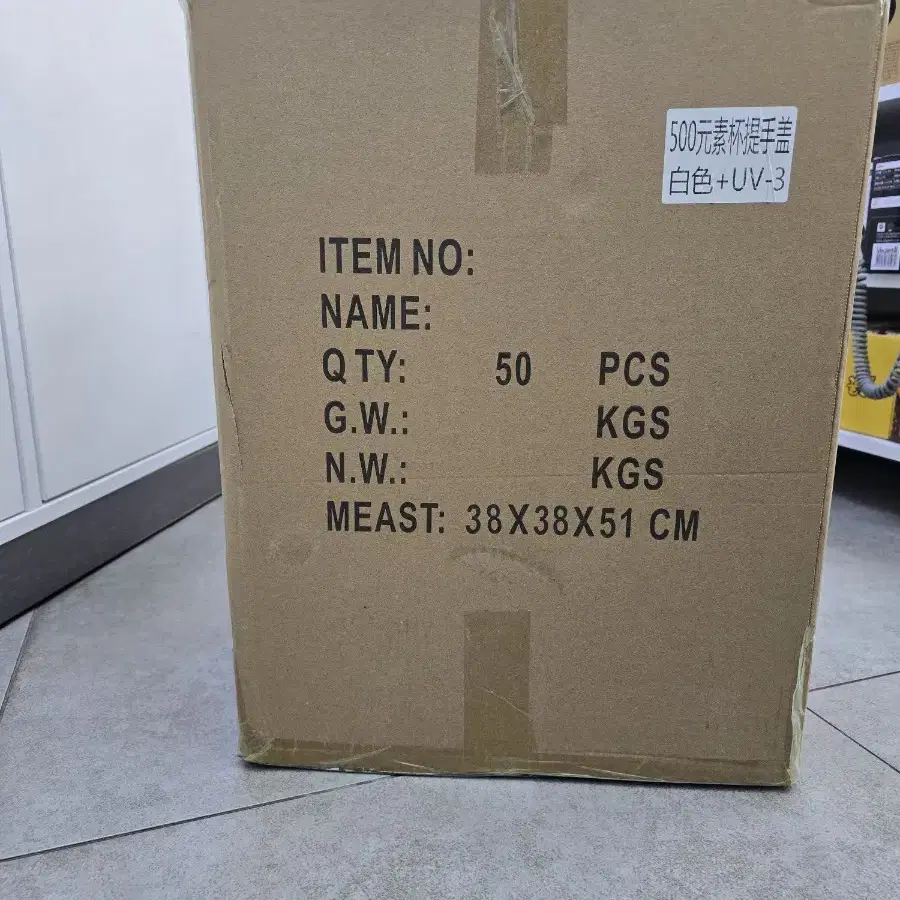 500元素杯提手盖
白色+UV-3
ITEM NO:
NAME:
QTY: 50 PCS
G.W.: KGS
N.W.: KGS
MEAST: 38X38X51 CM